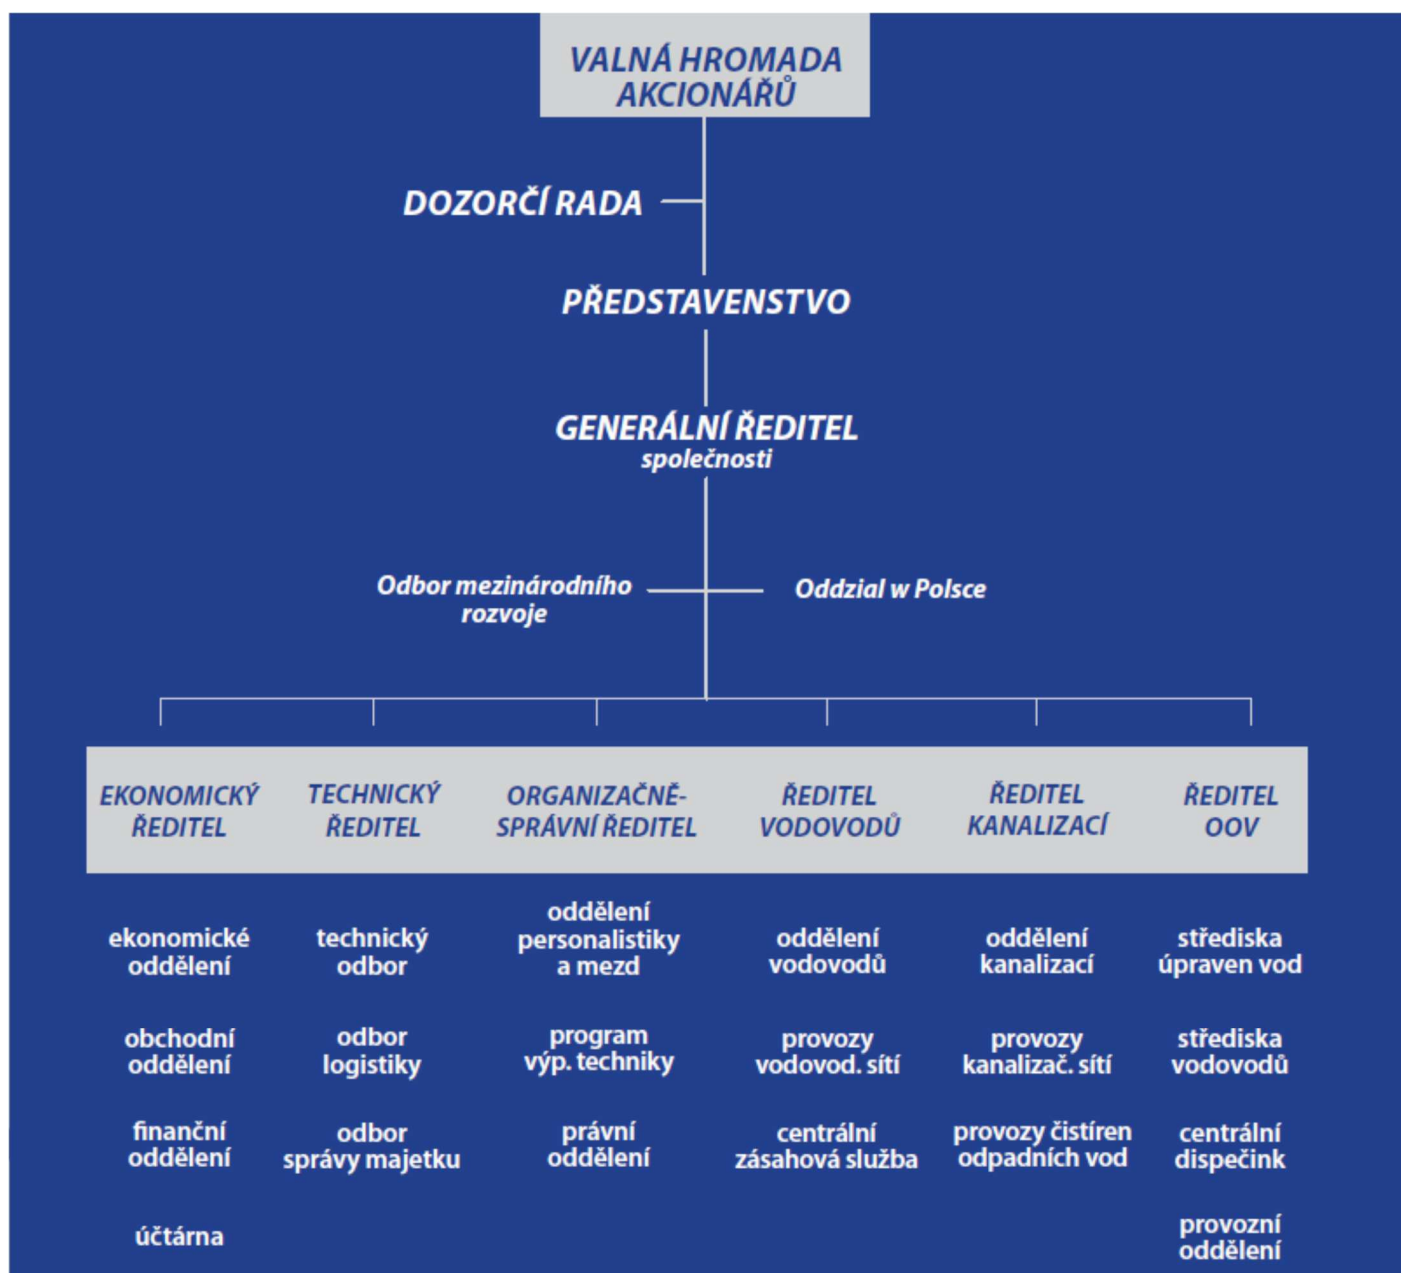 VALNÁ HROMADA
AKCIONÁŘŮ
DOZORČÍ RADA
PŘEDSTAVENSTVO
GENERÁLNÍ ŘEDITEL
společnosti
Odbor mezinárodního
rozvoje
Oddzial w Polsce
EKONOMICKÝ
ŘEDITEL
TECHNICKÝ
ŘEDITEL
ORGANIZAČNĚ-
SPRÁVNÍ ŘEDITEL
ŘEDITEL
VODOVODŮ
ŘEDITEL
KANALIZACÍ
ŘEDITEL
OOV
ekonomické
oddělení
technický
odbor
oddělení
personalistiky
a mezd
oddělení
vodovodů
oddělení
kanalizací
střediska
úpraven vod
obchodní
oddělení
odbor
logistiky
program
výp. techniky
provozy
vodovod. sítí
provozy
kanalizač. sítí
střediska
vodovodů
finanční
oddělení
odbor
správy majetku
právní
oddělení
centrální
zásahová služba
provozy čistíren
odpadních vod
centrální
dispečink
účtárna
provozní
oddělení